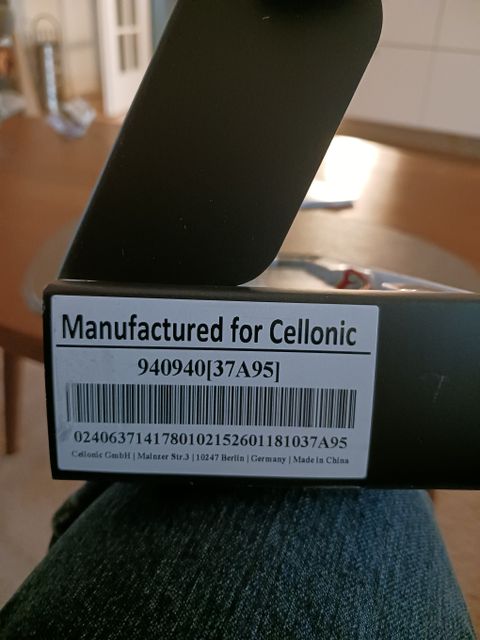 Manufactured for Cellonic
940940[37A95]
0240637141780102152601181037A95
Cellonic GmbH | Mainzer Str.3 | 10247 Berlin | Germany | Made in China